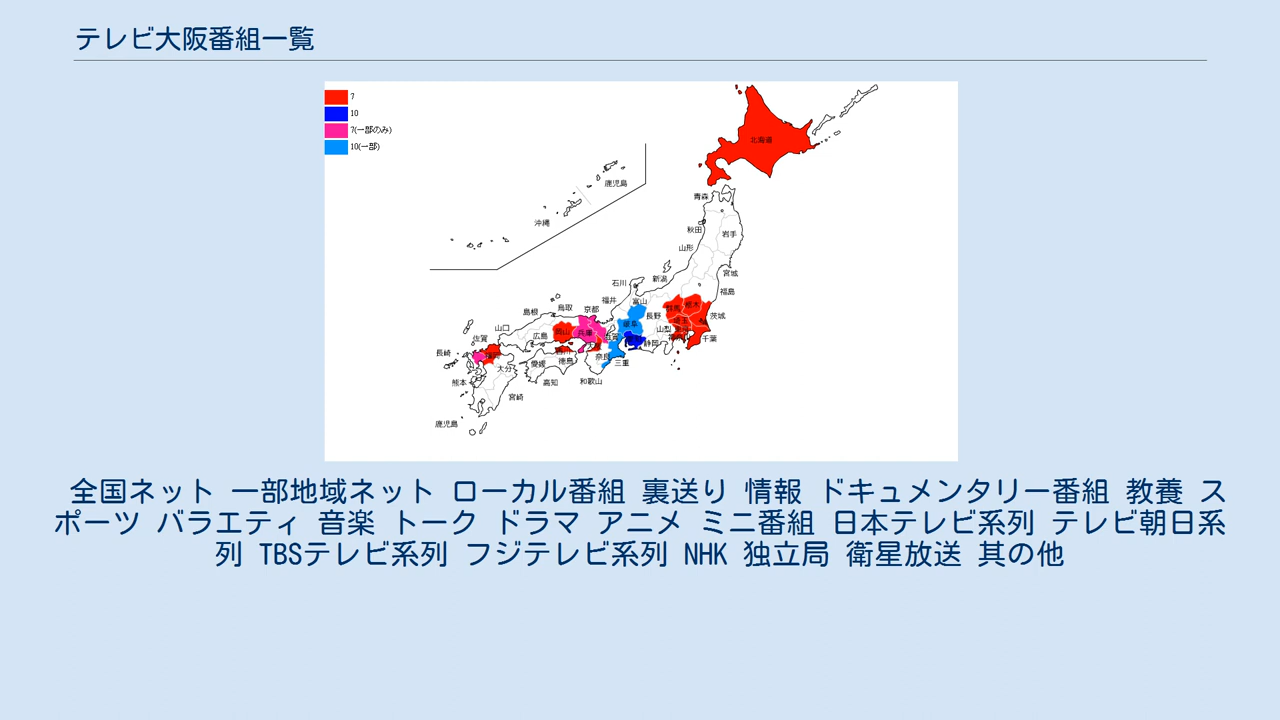 テレビ大阪番組一覧
7
10
7(一部のみ)
10(一部)
北海道
鹿児島
青森
沖縄
秋田
岩手
山形
宮城
新潟
石川
福島
福井
富山
鳥取
京都
群馬
栃木
島根
長野
茨城
埼玉
岐阜
山口
岡山
兵庫
山梨
佐賀
広島
千葉
静岡
長崎
福岡
奈良
徳島
三重
愛媛
大分
熊本
高知
和歌山
宮崎
鹿児島
全国ネット 一部地域ネット ローカル番組 裏送り 情報 ドキュメンタリー番組 教養 ス
ポーツ バラエティ 音楽 トーク ドラマ アニメ ミニ番組 日本テレビ系列 テレビ朝日系
列 TBSテレビ系列 フジテレビ系列 NHK 独立局 衛星放送 其の他